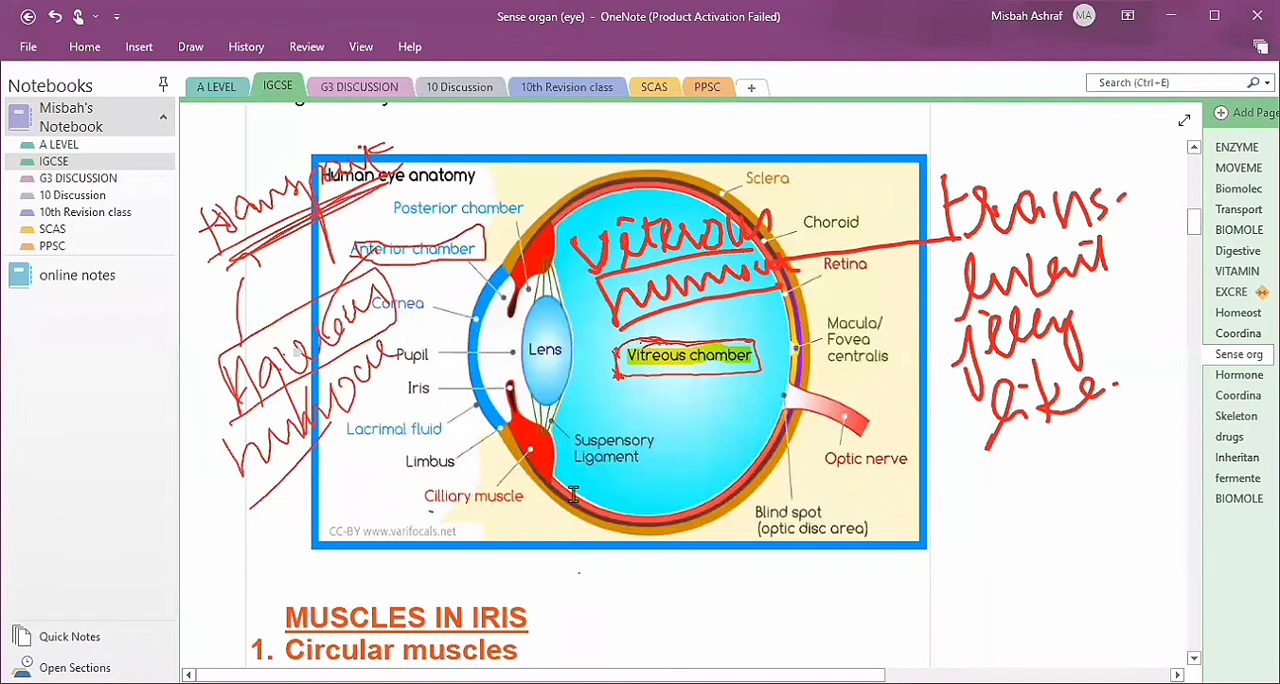 Sense organ (eye) - OneNote (Product Activation Failed)
Misbah Ashraf
MA
File Home Insert Draw History Review View Help
Notebooks
Misbah's Notebook
A LEVEL
IGCSE
G3 DISCUSSION
10 Discussion
10th Revision class
SCAS
PPSC
online notes
Quick Notes
Open Sections
A LEVEL IGCSE G3 DISCUSSION 10 Discussion 10th Revision class SCAS PPSC +
Search (Ctrl+E)
Human eye anatomy
Posterior chamber
Anterior chamber
Cornea
Pupil
Iris
Lacrimal fluid
Limbus
Cilliary muscle
CC-BY www.varifocals.net
Lens
Vitreous chamber
Suspensory
Ligament
Sclera
Choroid
Retina
Macula/
Fovea
centralis
Optic nerve
Blind spot
(optic disc area)
jelly
like.
MUSCLES IN IRIS
1. Circular muscles
Add Page
ENZYME
MOVEME
Biomolec
Transport
BIOMOLE
Digestive
VITAMIN
EXCRE
Homeost
Coordina
Sense org
Hormone
Coordina
Skeleton
drugs
Inheritan
fermente
BIOMOLE